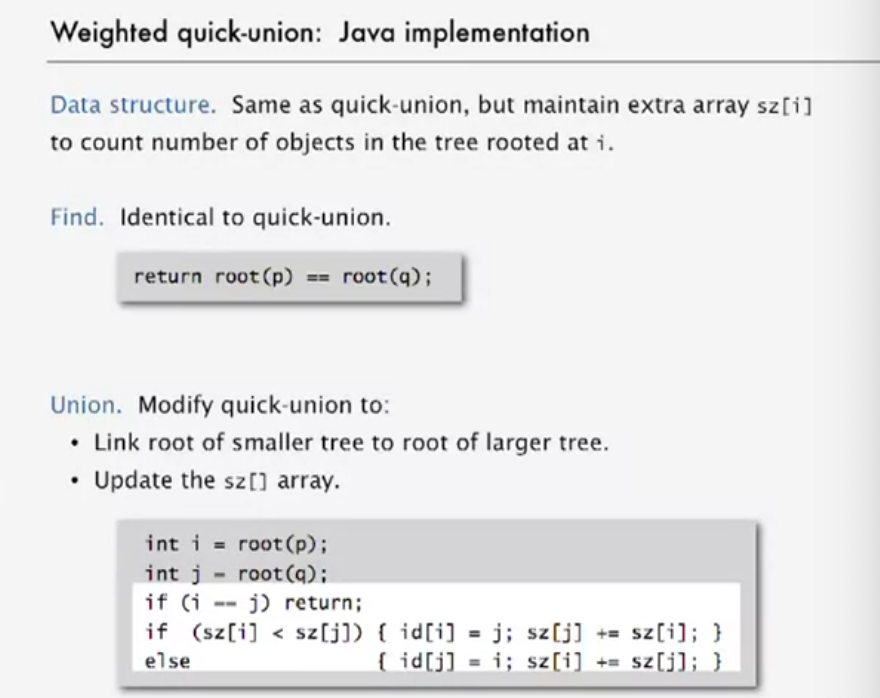 Weighted quick-union: Java implementation
Data structure. Same as quick-union, but maintain extra array sz[i]
to count number of objects in the tree rooted at i.
Find. Identical to quick-union.
return root(p) == root(q);
Union. Modify quick-union to:
• Link root of smaller tree to root of larger tree.
• Update the sz[] array.
int i = root(p);
int j = root(q);
if (i == j) return;
if (sz[i] < sz[j]) { id[i] = j; sz[j] += sz[i]; }
else { id[j] = i; sz[i] += sz[j]; }